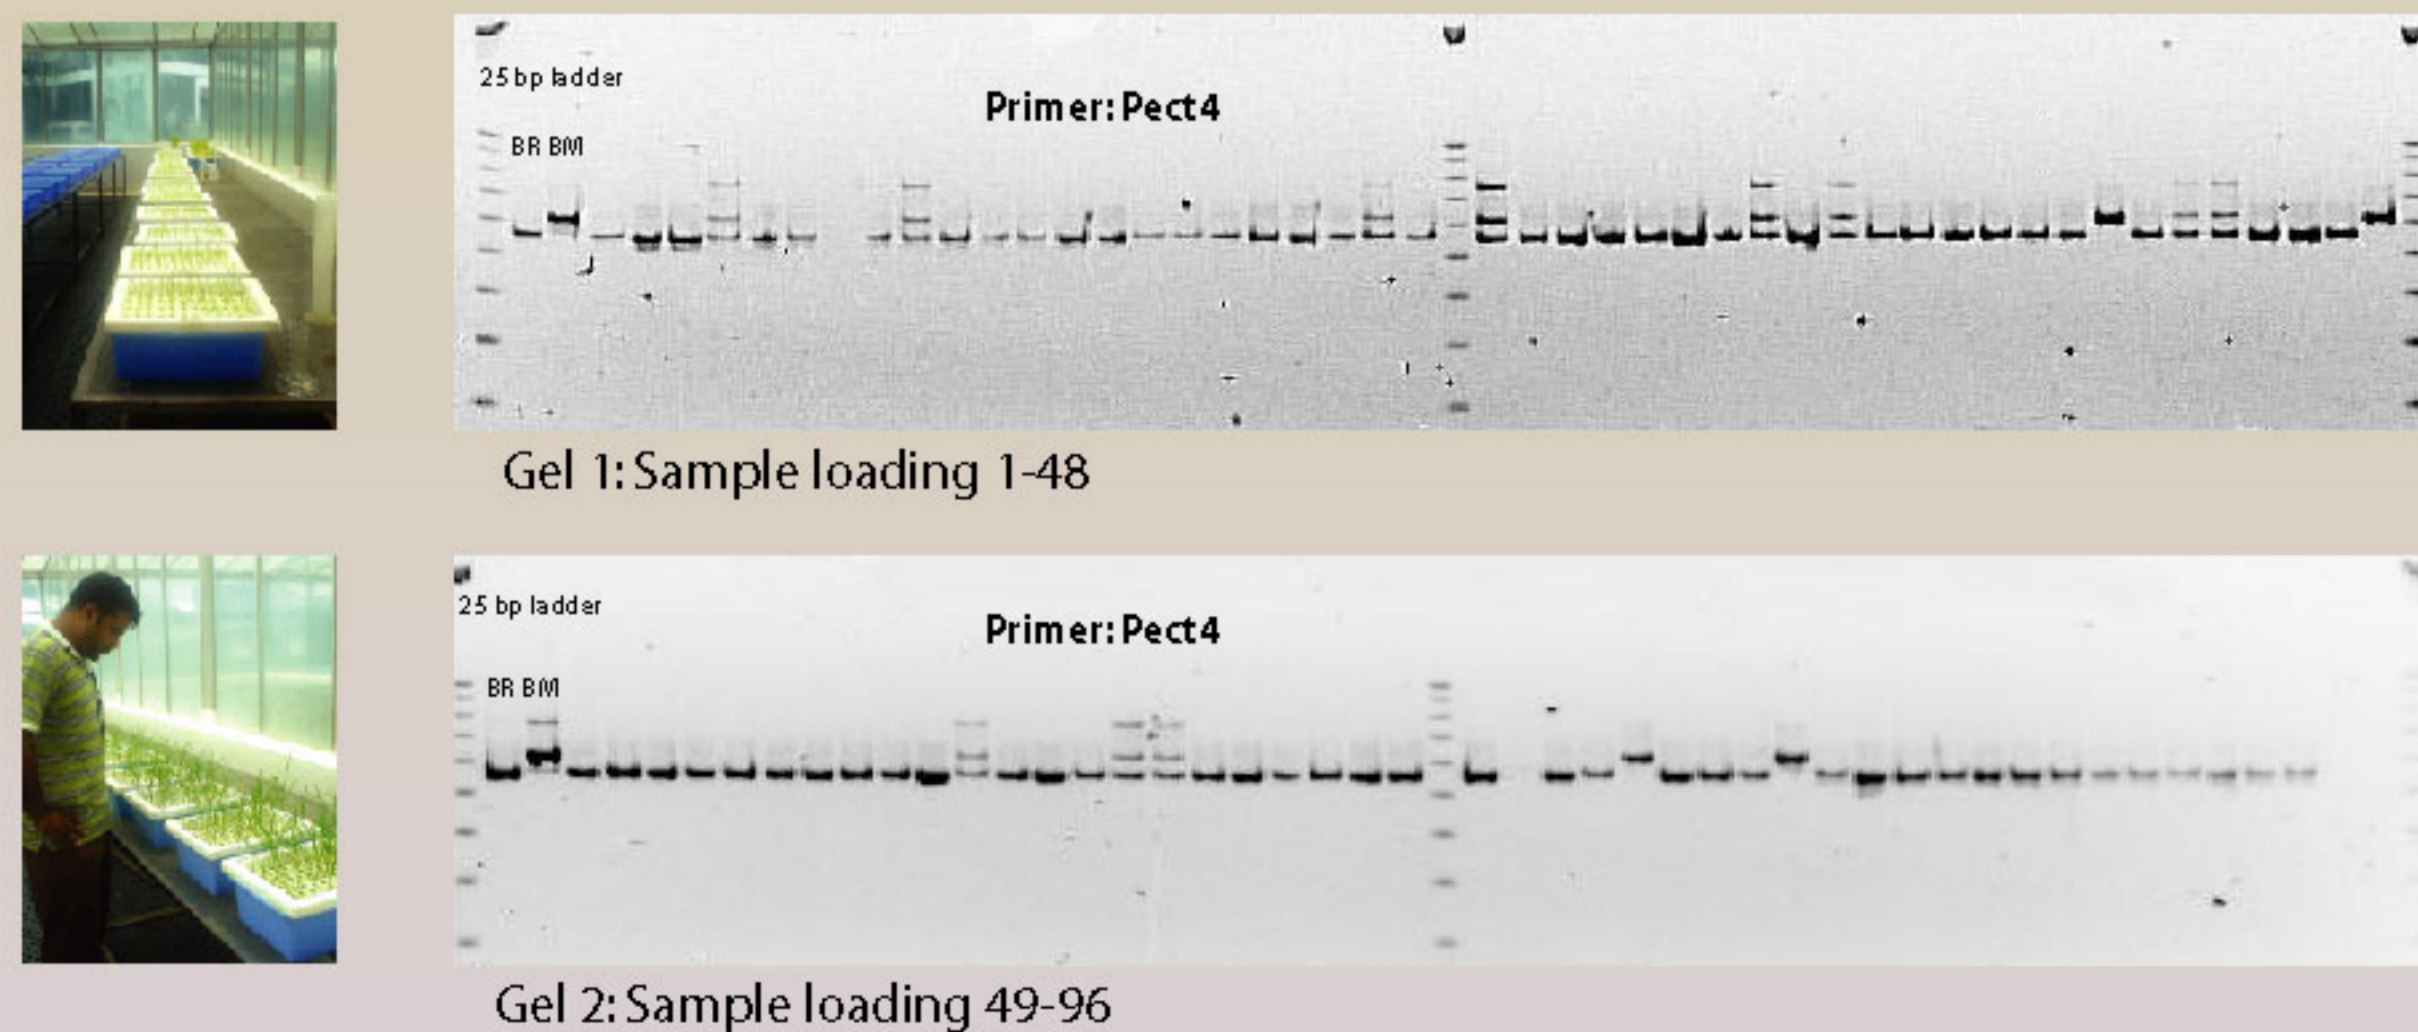 25 bp ladder
Primer: Pect4
BR BM
Gel 1: Sample loading 1-48
25 bp ladder
Primer: Pect4
BR BM
Gel 2: Sample loading 49-96